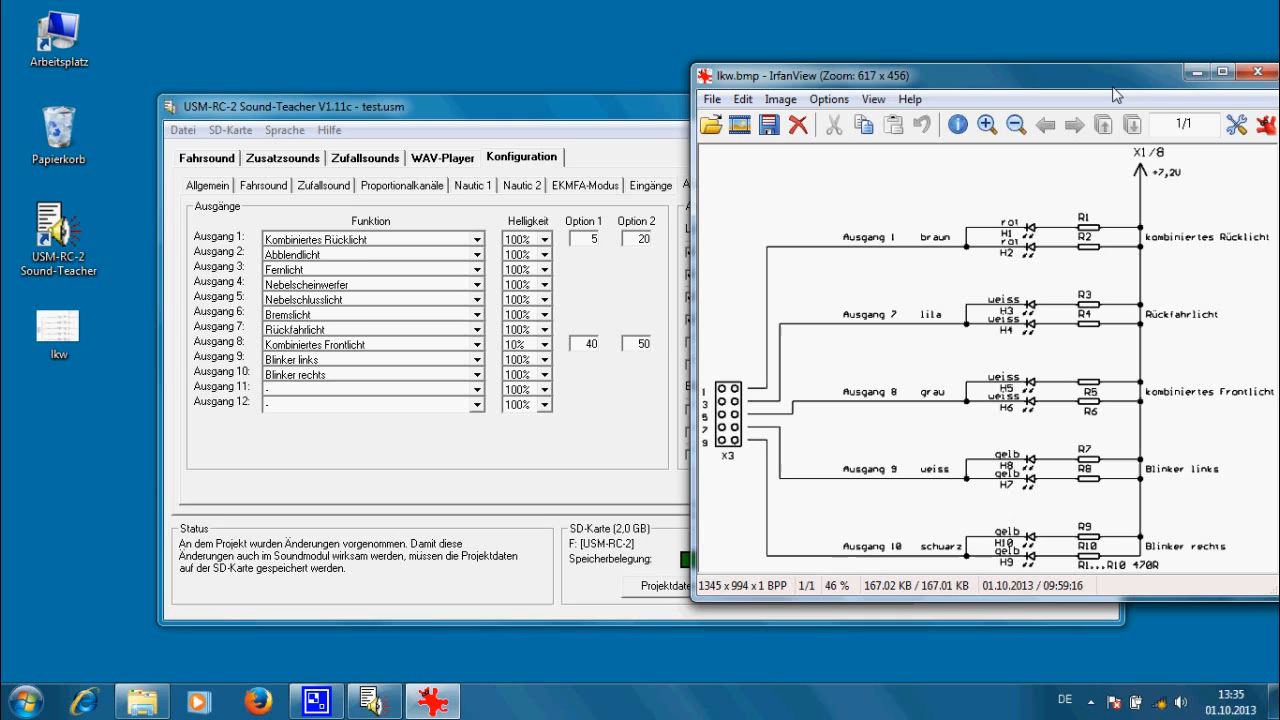 Arbeitsplatz
Papierkorb
USM-RC-2
Sound-Teacher
lkw
USM-RC-2 Sound-Teacher V1.11c - test.usm
Datei SD-Karte Sprache Hilfe
Fahrsound Zusatzsounds Zufallsounds WAV-Player Konfiguration
Allgemein Fahrsound Zufallsound Proportionalkanäle Nautic 1 Nautic 2 EKMFA-Modus Eingänge
Ausgänge
Funktion Helligkeit Option 1 Option 2
Ausgang 1: Kombiniertes Rücklicht 100% 5 20
Ausgang 2: Abblendlicht 100%
Ausgang 3: Fernlicht 100%
Ausgang 4: Nebelscheinwerfer 100%
Ausgang 5: Nebelschlusslicht 100%
Ausgang 6: Bremslicht 100%
Ausgang 7: Rückfahrlicht 100%
Ausgang 8: Kombiniertes Frontlicht 10% 40 50
Ausgang 9: Blinker links 100%
Ausgang 10: Blinker rechts 100%
Ausgang 11: - 100%
Ausgang 12: - 100%
Status
An dem Projekt wurden Änderungen vorgenommen. Damit diese
Änderungen auch im Soundmodul wirksam werden, müssen die Projektdaten
auf der SD-Karte gespeichert werden.
SD-Karte (2,0 GB)
F: [USM-RC-2]
Speicherbelegung:
Projektdate
lkw.bmp - IrfanView (Zoom: 617 x 456)
File Edit Image Options View Help
1/1
X1/8
+7,2V
Ausgang 1 braun rot H1 rot H2 R1 R2 kombiniertes Rücklicht
Ausgang 7 lila weiss H3 weiss H4 R3 R4 Rückfahrlicht
Ausgang 8 grau weiss H5 weiss H6 R5 R6 kombiniertes Frontlicht
Ausgang 9 weiss gelb H8 gelb H7 R7 R8 Blinker links
Ausgang 10 schwarz gelb H10 gelb H9 R9 R10 Blinker rechts
R1...R10 470R
1
3
5
7
9
X3
1345 x 994 x 1 BPP 1/1 46 % 167.02 KB / 167.01 KB 01.10.2013 / 09:59:16
DE
13:35
01.10.2013